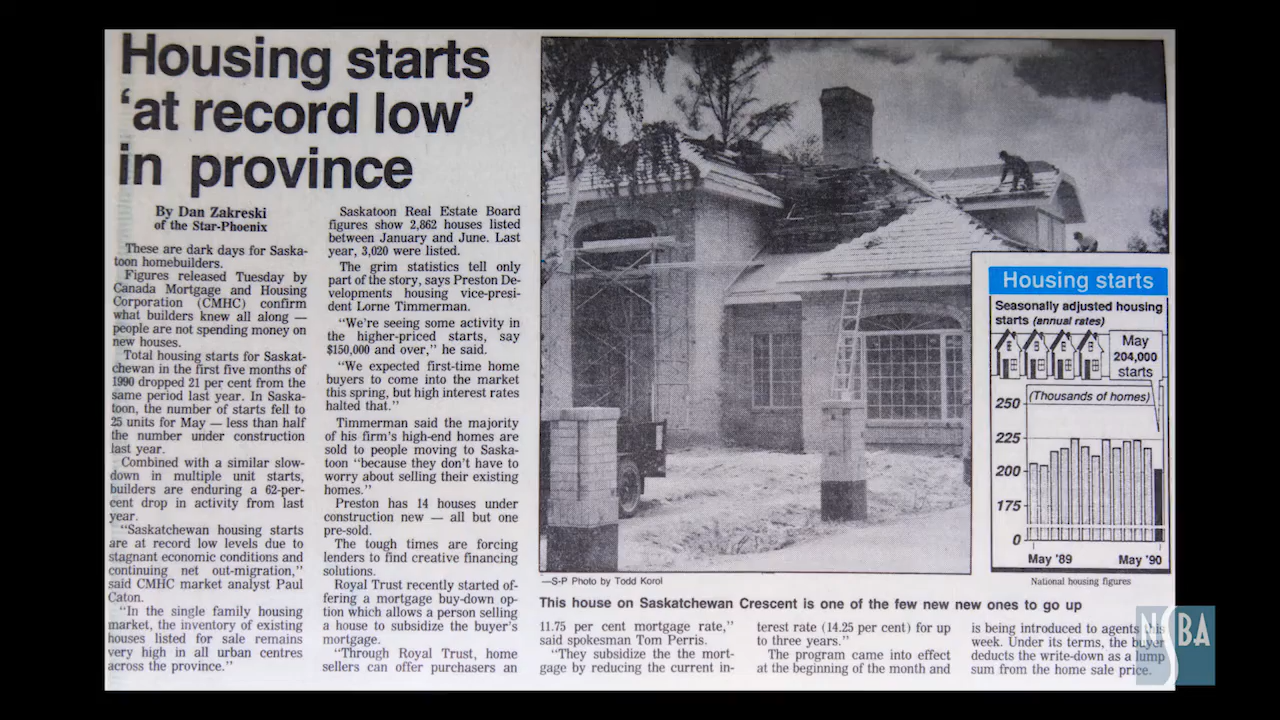 Housing starts
‘at record low’
in province
By Dan Zakreski
of the Star-Phoenix
These are dark days for Saska-
toon homebuilders.
Figures released Tuesday by
Canada Mortgage and Housing
Corporation (CMHC) confirm
what builders knew all along —
people are not spending money on
new houses.
Total housing starts for Saskat-
chewan in the first five months of
1990 dropped 21 per cent from the
same period last year. In Saska-
toon, the number of starts fell to
25 units for May — less than half
the number under construction
last year.
Combined with a similar slow-
down in multiple unit starts,
builders are enduring a 62-per-
cent drop in activity from last
year.
“Saskatchewan housing starts
are at record low levels due to
stagnant economic conditions and
continuing net out-migration,”
said CMHC market analyst Paul
Caton.
“In the single family housing
market, the inventory of existing
houses listed for sale remains
very high in all urban centres
across the province.”
Saskatoon Real Estate Board
figures show 2,862 houses listed
between January and June. Last
year, 3,020 were listed.
The grim statistics tell only
part of the story, says Preston De-
velopments housing vice-presi-
dent Lorne Timmerman.
“We’re seeing some activity in
the higher-priced starts, say
$150,000 and over,” he said.
“We expected first-time home
buyers to come into the market
this spring, but high interest rates
halted that.”
Timmerman said the majority
of his firm’s high-end homes are
sold to people moving to Saska-
toon “because they don’t have to
worry about selling their existing
homes.”
Preston has 14 houses under
construction new — all but one
pre-sold.
The tough times are forcing
lenders to find creative financing
solutions.
Royal Trust recently started of-
fering a mortgage buy-down op-
tion which allows a person selling
a house to subsidize the buyer’s
mortgage.
“Through Royal Trust, home
sellers can offer purchasers an
Housing starts
Seasonally adjusted housing
starts (annual rates)
May
204,000
starts
(Thousands of homes)
250
225
200
175
0
May ’89 May ’90
National housing figures
—S-P Photo by Todd Korol
This house on Saskatchewan Crescent is one of the few new new ones to go up
11.75 per cent mortgage rate,”
said spokesman Tom Perris.
“They subsidize the the mort-
gage by reducing the current in-
terest rate (14.25 per cent) for up
to three years.”
The program came into effect
at the beginning of the month and
is being introduced to agents this
week. Under its terms, the buyer
deducts the write-down as a lump
sum from the home sale price.
NSBA